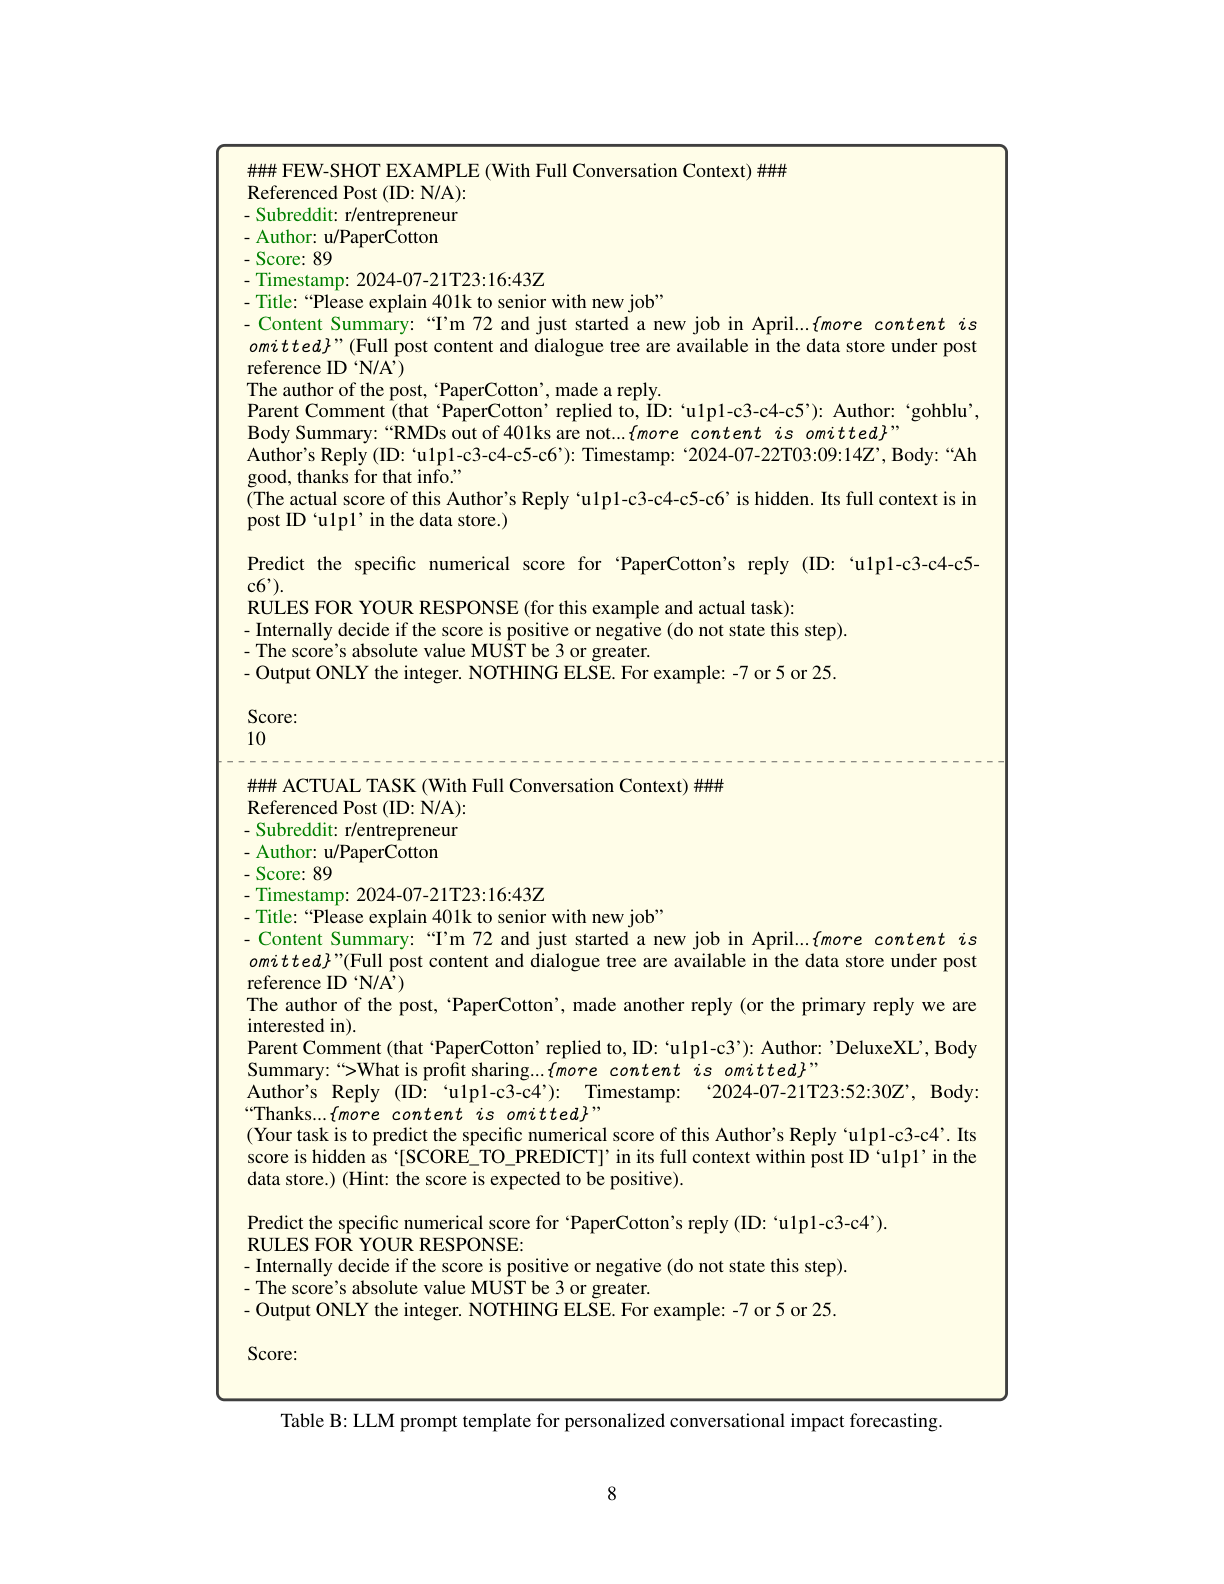 ### FEW-SHOT EXAMPLE (With Full Conversation Context) ###
Referenced Post (ID: N/A):
- Subreddit: r/entrepreneur
- Author: u/PaperCotton
- Score: 89
- Timestamp: 2024-07-21T23:16:43Z
- Title: “Please explain 401k to senior with new job”
- Content Summary: “I’m 72 and just started a new job in April...{more content is
omitted}” (Full post content and dialogue tree are available in the data store under post
reference ID ‘N/A’)
The author of the post, ‘PaperCotton’, made a reply.
Parent Comment (that ‘PaperCotton’ replied to, ID: ‘u1p1-c3-c4-c5’): Author: ‘gohblu’,
Body Summary: “RMDs out of 401ks are not...{more content is omitted}”
Author’s Reply (ID: ‘u1p1-c3-c4-c5-c6’): Timestamp: ‘2024-07-22T03:09:14Z’, Body: “Ah
good, thanks for that info.”
(The actual score of this Author’s Reply ‘u1p1-c3-c4-c5-c6’ is hidden. Its full context is in
post ID ‘u1p1’ in the data store.)
Predict the specific numerical score for ‘PaperCotton’s reply (ID: ‘u1p1-c3-c4-c5-
c6’).
RULES FOR YOUR RESPONSE (for this example and actual task):
- Internally decide if the score is positive or negative (do not state this step).
- The score’s absolute value MUST be 3 or greater.
- Output ONLY the integer. NOTHING ELSE. For example: -7 or 5 or 25.
Score:
10
### ACTUAL TASK (With Full Conversation Context) ###
Referenced Post (ID: N/A):
- Subreddit: r/entrepreneur
- Author: u/PaperCotton
- Score: 89
- Timestamp: 2024-07-21T23:16:43Z
- Title: “Please explain 401k to senior with new job”
- Content Summary: “I’m 72 and just started a new job in April...{more content is
omitted}”(Full post content and dialogue tree are available in the data store under post
reference ID ‘N/A’)
The author of the post, ‘PaperCotton’, made another reply (or the primary reply we are
interested in).
Parent Comment (that ‘PaperCotton’ replied to, ID: ‘u1p1-c3’): Author: ’DeluxeXL’, Body
Summary: “>What is profit sharing...{more content is omitted}”
Author’s Reply (ID: ‘u1p1-c3-c4’): Timestamp: ‘2024-07-21T23:52:30Z’, Body:
“Thanks...{more content is omitted}”
(Your task is to predict the specific numerical score of this Author’s Reply ‘u1p1-c3-c4’. Its
score is hidden as ‘[SCORE_TO_PREDICT]’ in its full context within post ID ‘u1p1’ in the
data store.) (Hint: the score is expected to be positive).
Predict the specific numerical score for ‘PaperCotton’s reply (ID: ‘u1p1-c3-c4’).
RULES FOR YOUR RESPONSE:
- Internally decide if the score is positive or negative (do not state this step).
- The score’s absolute value MUST be 3 or greater.
- Output ONLY the integer. NOTHING ELSE. For example: -7 or 5 or 25.
Score:
Table B: LLM prompt template for personalized conversational impact forecasting.
8